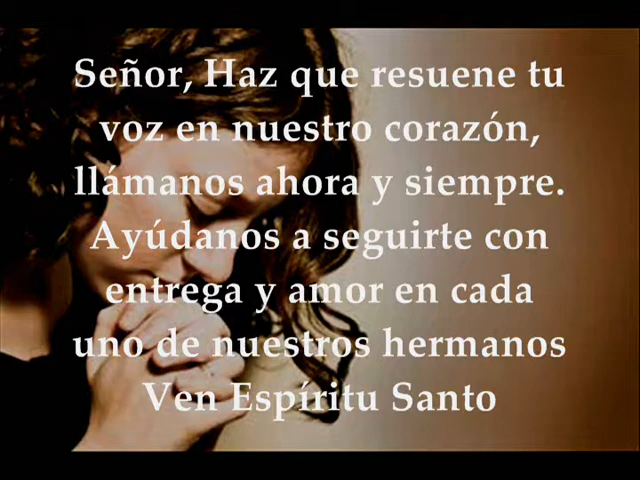 Señor, Haz que resuene tu
voz en nuestro corazón,
llámanos ahora y siempre.
Ayúdanos a seguirte con
entrega y amor en cada
uno de nuestros hermanos
Ven Espíritu Santo